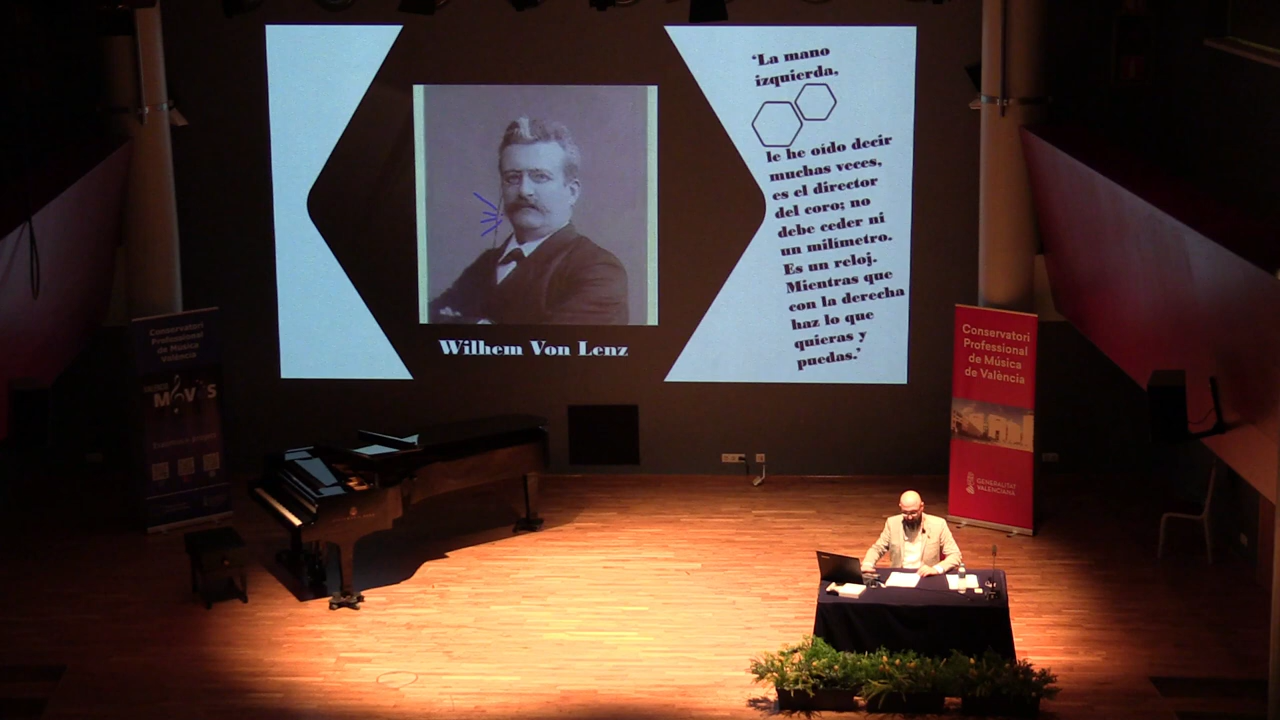 ‘La mano
izquierda,
le he oído decir
muchas veces,
es el director
del coro; no
debe ceder ni
un milímetro.
Es un reloj.
Mientras que
con la derecha
haz lo que
quieras y
puedas.’
Wilhem Von Lenz
Conservatori
Professional
de Música
València
Conservatori
Professional
de Música
de València
GENERALITAT
VALENCIANA